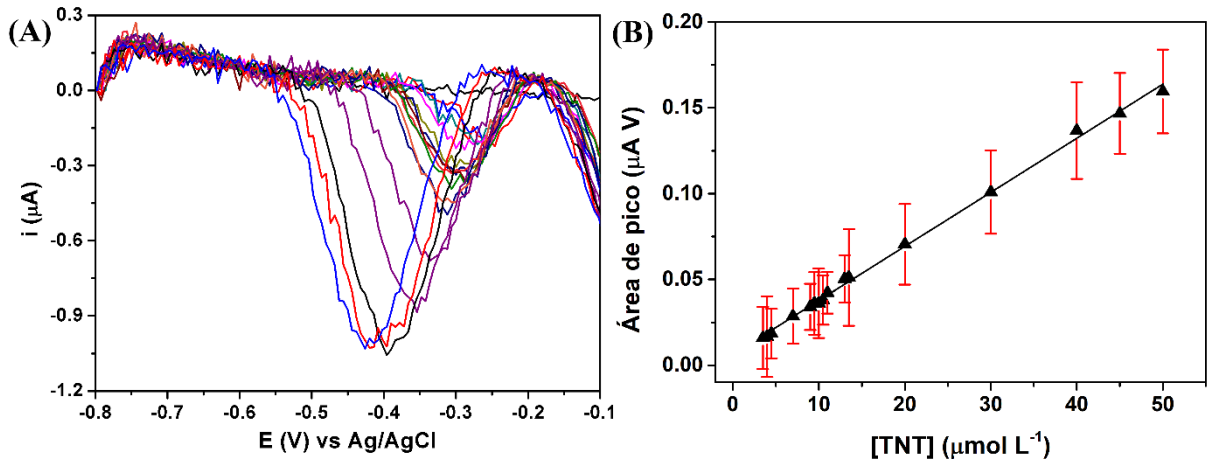 (A)
0.3
0.0
-0.3
-0.6
-0.9
-1.2
i (μA)
-0.8 -0.7 -0.6 -0.5 -0.4 -0.3 -0.2 -0.1
E (V) vs Ag/AgCl
(B)
0.20
0.15
0.10
0.05
0.00
Área de pico (μA V)
0 10 20 30 40 50
[TNT] (μmol L⁻¹)